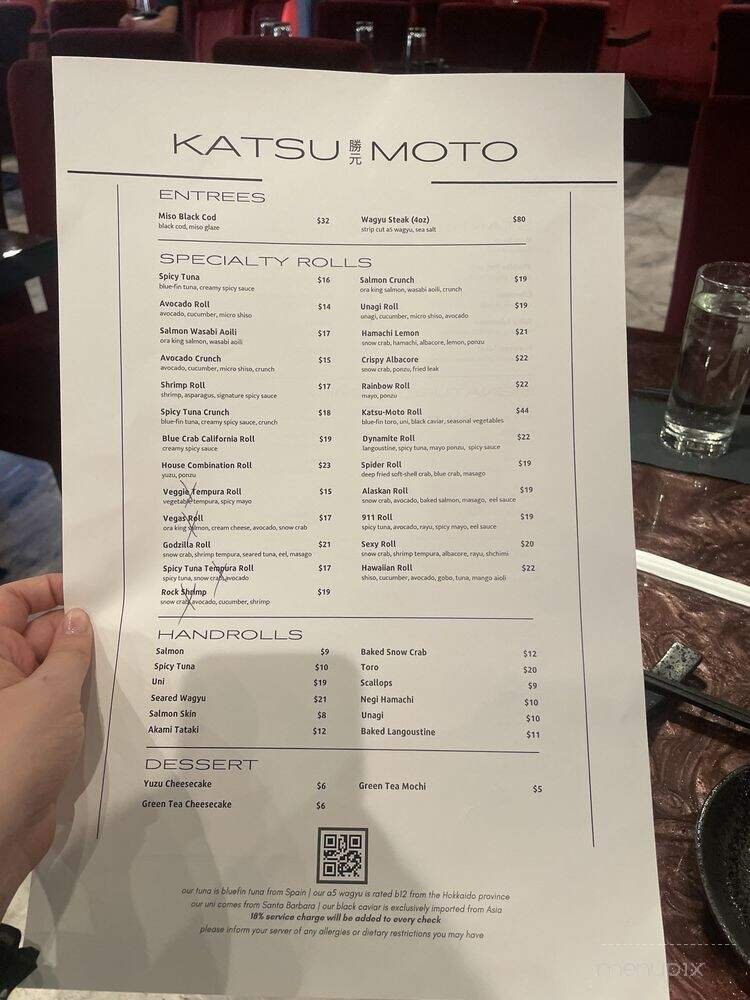 KATSU 勝元 MOTO
ENTREES
Miso Black Cod $32
black cod, miso glaze
Wagyu Steak (4oz) $80
strip cut a5 wagyu, sea salt
SPECIALTY ROLLS
Spicy Tuna $16
blue-fin tuna, creamy spicy sauce
Avocado Roll $14
avocado, cucumber, micro shiso
Salmon Wasabi Aoili $17
ora king salmon, wasabi aoili
Avocado Crunch $15
avocado, cucumber, micro shiso, crunch
Shrimp Roll $17
shrimp, asparagus, signature spicy sauce
Spicy Tuna Crunch $18
blue-fin tuna, creamy spicy sauce, crunch
Blue Crab California Roll $19
creamy spicy sauce
House Combination Roll $23
yuzu, ponzu
Veggie Tempura Roll $15
vegetable tempura, spicy mayo
Vegas Roll $17
ora king salmon, cream cheese, avocado, snow crab
Godzilla Roll $21
snow crab, shrimp tempura, seared tuna, eel, masago
Spicy Tuna Tempura Roll $17
spicy tuna, snow crab, avocado
Rock Shrimp $19
snow crab, avocado, cucumber, shrimp
Salmon Crunch $19
ora king salmon, wasabi aoili, crunch
Unagi Roll $19
unagi, cucumber, micro shiso, avocado
Hamachi Lemon $21
snow crab, hamachi, albacore, lemon, ponzu
Crispy Albacore $22
snow crab, ponzu, fried leak
Rainbow Roll $22
mayo, ponzu
Katsu-Moto Roll $44
blue-fin toro, uni, black caviar, seasonal vegetables
Dynamite Roll $22
langoustine, spicy tuna, mayo ponzu, spicy sauce
Spider Roll $19
deep fried soft-shell crab, blue crab, masago
Alaskan Roll $19
snow crab, avocado, baked salmon, masago, eel sauce
911 Roll $19
spicy tuna, avocado, rayu, spicy mayo, eel sauce
Sexy Roll $20
snow crab, shrimp tempura, albacore, rayu, shchimi
Hawaiian Roll $22
shiso, cucumber, avocado, gobo, tuna, mango aioli
HANDROLLS
Salmon $9
Spicy Tuna $10
Uni $19
Seared Wagyu $21
Salmon Skin $8
Akami Tataki $12
Baked Snow Crab $12
Toro $20
Scallops $9
Negi Hamachi $10
Unagi $10
Baked Langoustine $11
DESSERT
Yuzu Cheesecake $6
Green Tea Cheesecake $6
Green Tea Mochi $5
our tuna is bluefin tuna from Spain | our a5 wagyu is rated b12 from the Hokkaido province
our uni comes from Santa Barbara | our black caviar is exclusively imported from Asia
18% service charge will be added to every check
please inform your server of any allergies or dietary restrictions you may have
menupix